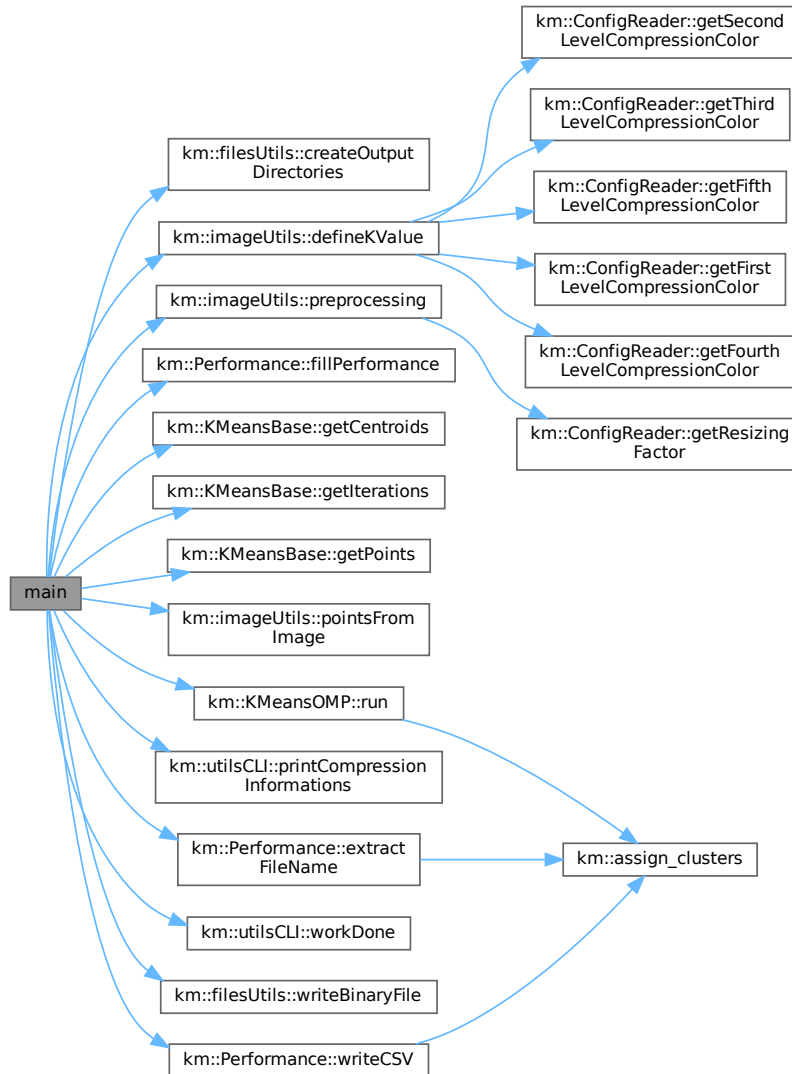 main
km::filesUtils::createOutput
Directories
km::imageUtils::defineKValue
km::imageUtils::preprocessing
km::Performance::fillPerformance
km::KMeansBase::getCentroids
km::KMeansBase::getIterations
km::KMeansBase::getPoints
km::imageUtils::pointsFrom
Image
km::KMeansOMP::run
km::utilsCLI::printCompression
Informations
km::Performance::extract
FileName
km::utilsCLI::workDone
km::filesUtils::writeBinaryFile
km::Performance::writeCSV
km::ConfigReader::getSecond
LevelCompressionColor
km::ConfigReader::getThird
LevelCompressionColor
km::ConfigReader::getFifth
LevelCompressionColor
km::ConfigReader::getFirst
LevelCompressionColor
km::ConfigReader::getFourth
LevelCompressionColor
km::ConfigReader::getResizing
Factor
km::assign_clusters